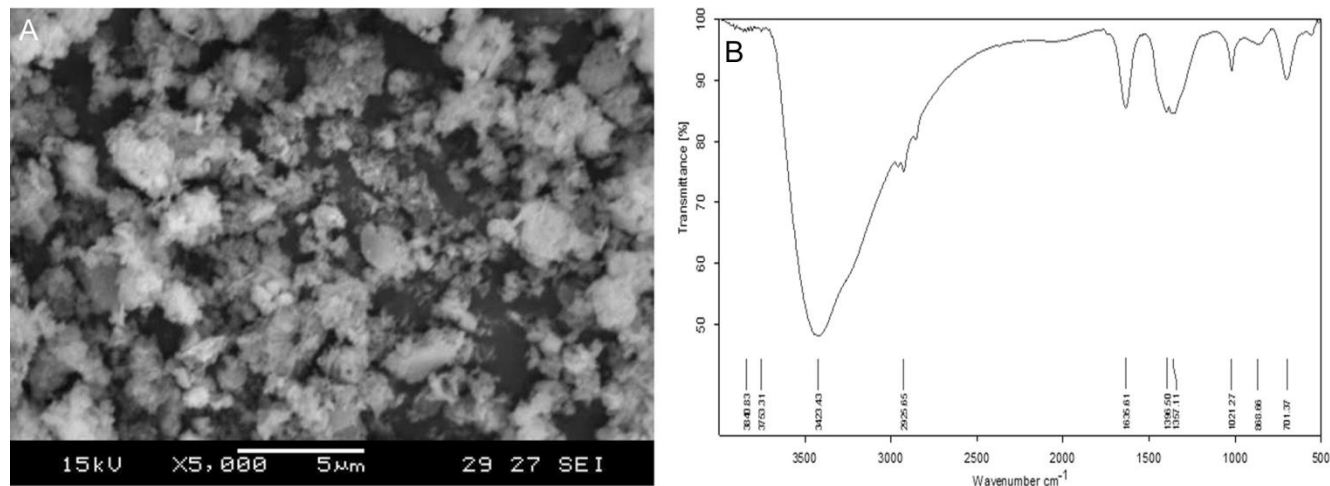 A
15kV X5,000 5µm 29 27 SEI
B
Transmittance [%]
100
90
80
70
60
50
3840.83
3753.31
3423.43
2925.65
1635.61
1396.50
1357.11
1021.27
868.66
701.37
3500 3000 2500 2000 1500 1000 500
Wavenumber cm-1